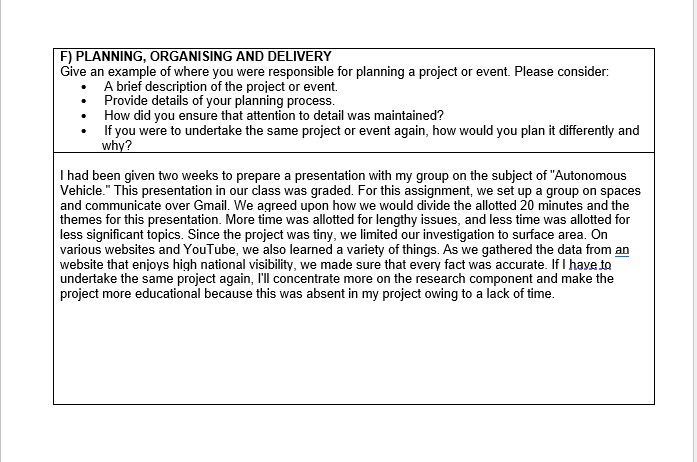 F) PLANNING, ORGANISING AND DELIVERY
Give an example of where you were responsible for planning a project or event. Please consider:
• A brief description of the project or event.
• Provide details of your planning process.
• How did you ensure that attention to detail was maintained?
• If you were to undertake the same project or event again, how would you plan it differently and
why?
I had been given two weeks to prepare a presentation with my group on the subject of "Autonomous
Vehicle." This presentation in our class was graded. For this assignment, we set up a group on spaces
and communicate over Gmail. We agreed upon how we would divide the allotted 20 minutes and the
themes for this presentation. More time was allotted for lengthy issues, and less time was allotted for
less significant topics. Since the project was tiny, we limited our investigation to surface area. On
various websites and YouTube, we also learned a variety of things. As we gathered the data from an
website that enjoys high national visibility, we made sure that every fact was accurate. If I have to
undertake the same project again, I'll concentrate more on the research component and make the
project more educational because this was absent in my project owing to a lack of time.